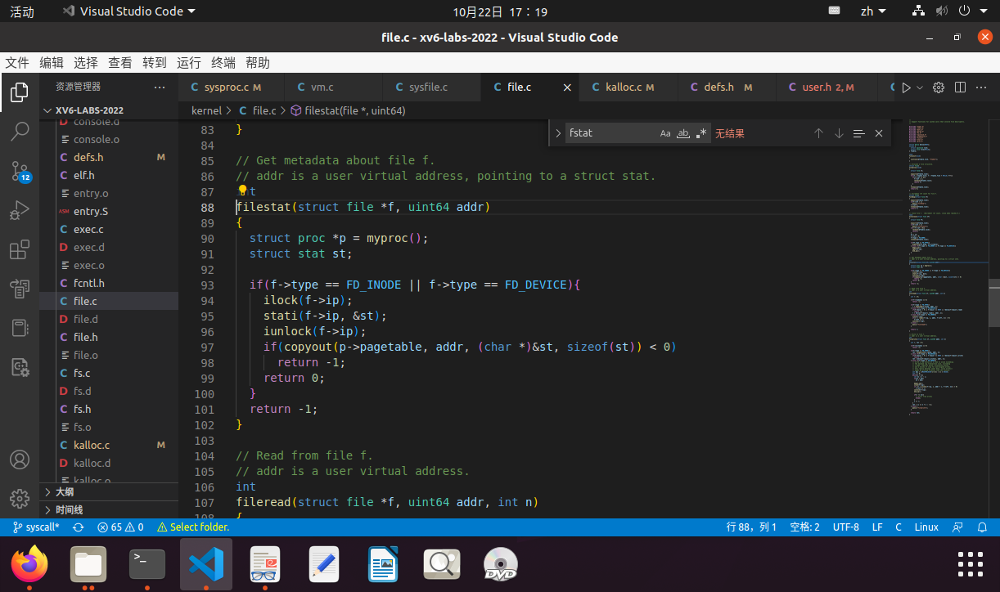 活动
Visual Studio Code
10月22日 17：19
zh
file.c - xv6-labs-2022 - Visual Studio Code
文件 编辑 选择 查看 转到 运行 终端 帮助
资源管理器
XV6-LABS-2022
console.d
console.o
defs.h M
elf.h
entry.o
ASM entry.S
exec.c
exec.d
exec.o
fcntl.h
file.c
file.d
file.h
file.o
fs.c
fs.d
fs.h
fs.o
kalloc.c M
kalloc.d
kalloc.o
大纲
时间线
12
C sysproc.c M
C vm.c
C sysfile.c
C file.c
C kalloc.c M
C defs.h M
C user.h 2, M
kernel > C file.c > filestat(file *, uint64)
fstat Aa ab .* 无结果
83 }
84
85 // Get metadata about file f.
86 // addr is a user virtual address, pointing to a struct stat.
87 int
88 filestat(struct file *f, uint64 addr)
89 {
90 struct proc *p = myproc();
91 struct stat st;
92
93 if(f->type == FD_INODE || f->type == FD_DEVICE){
94 ilock(f->ip);
95 stati(f->ip, &st);
96 iunlock(f->ip);
97 if(copyout(p->pagetable, addr, (char *)&st, sizeof(st)) < 0)
98 return -1;
99 return 0;
100 }
101 return -1;
102 }
103
104 // Read from file f.
105 // addr is a user virtual address.
106 int
107 fileread(struct file *f, uint64 addr, int n)
108 {
syscall* 65 0 Select folder.
行 88，列 1 空格: 2 UTF-8 LF C Linux
>_
DVD